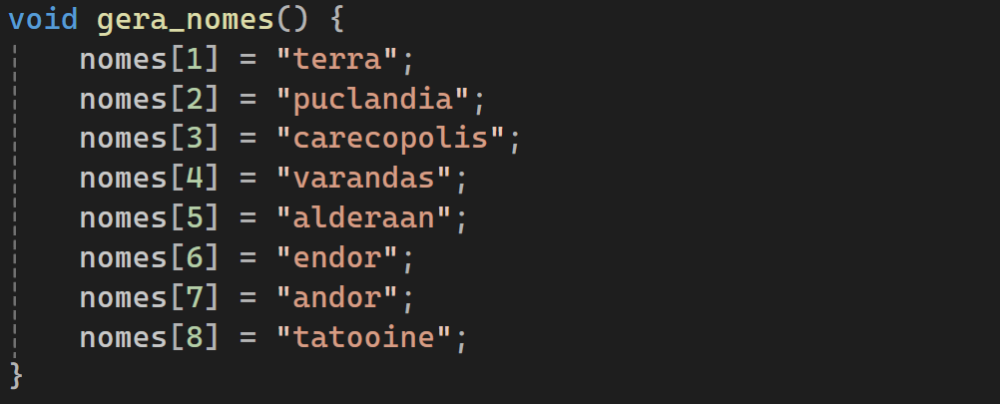 void gera_nomes() {
    nomes[1] = "terra";
    nomes[2] = "puclandia";
    nomes[3] = "carecopolis";
    nomes[4] = "varandas";
    nomes[5] = "alderaan";
    nomes[6] = "endor";
    nomes[7] = "andor";
    nomes[8] = "tatooine";
}